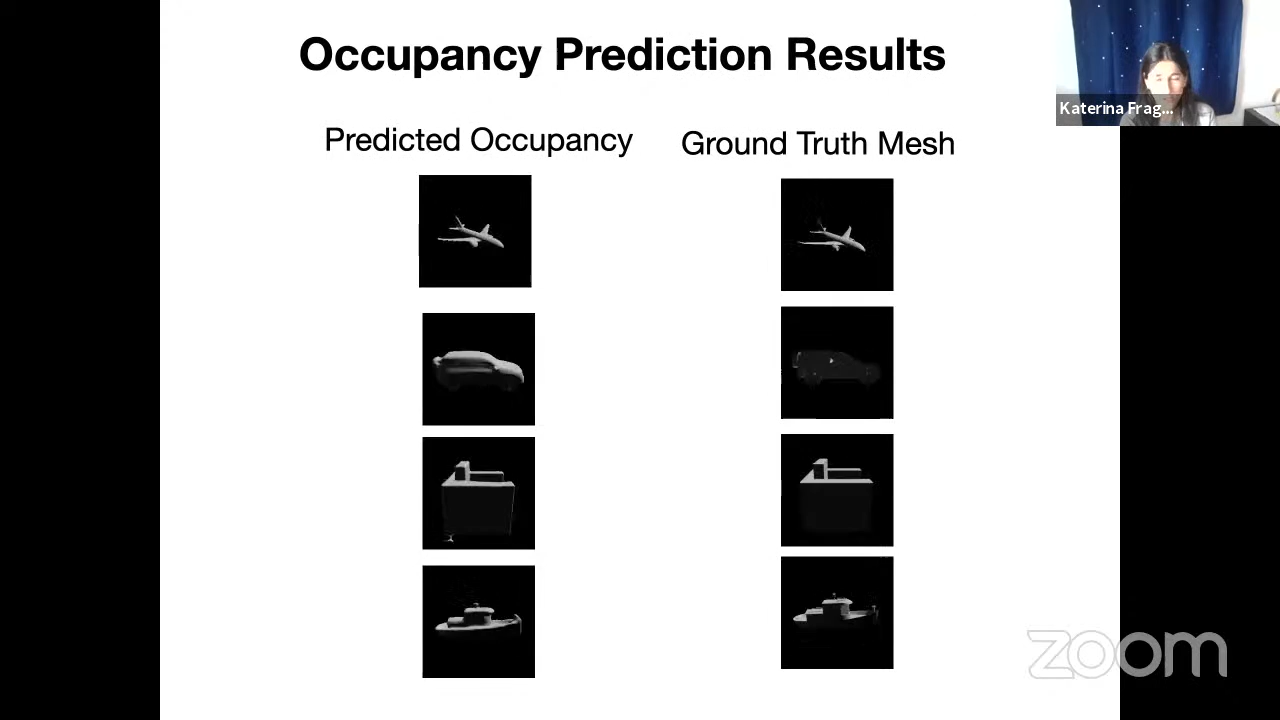 Occupancy Prediction Results
Katerina Frag...
Predicted Occupancy
Ground Truth Mesh
zoom